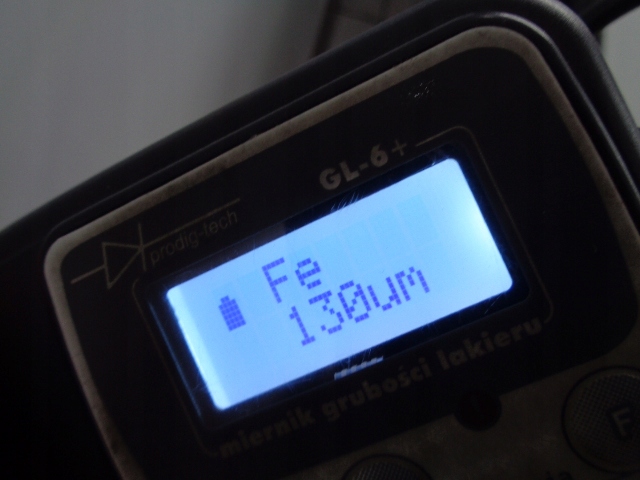 GL-6+
prodig-tech
Fe
130um
miernik grubości lakieru
F